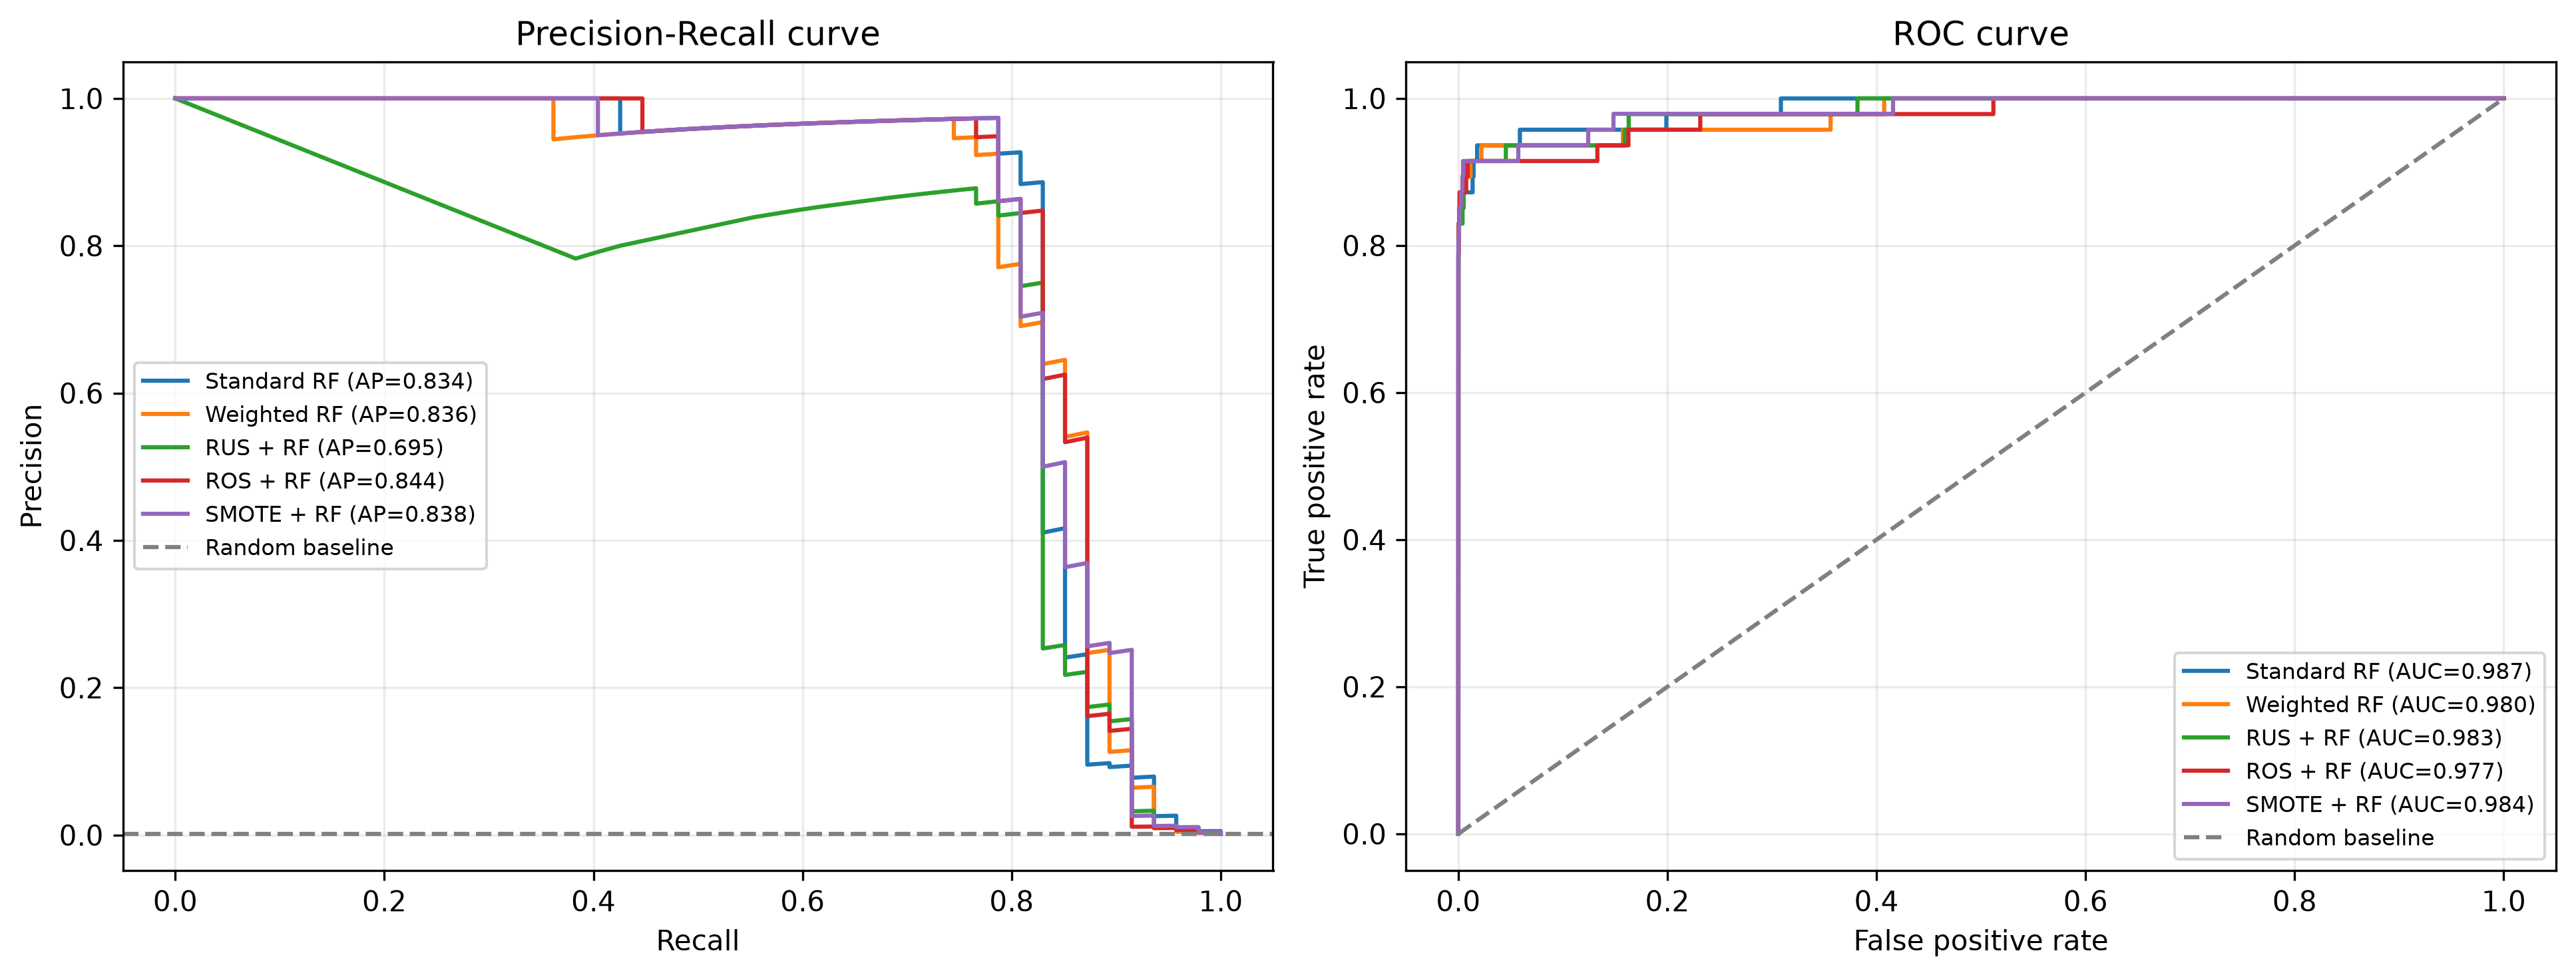 Precision-Recall curve
Precision
1.0
0.8
0.6
0.4
0.2
0.0
Standard RF (AP=0.834)
Weighted RF (AP=0.836)
RUS + RF (AP=0.695)
ROS + RF (AP=0.844)
SMOTE + RF (AP=0.838)
Random baseline
0.0 0.2 0.4 0.6 0.8 1.0
Recall
ROC curve
True positive rate
1.0
0.8
0.6
0.4
0.2
0.0
Standard RF (AUC=0.987)
Weighted RF (AUC=0.980)
RUS + RF (AUC=0.983)
ROS + RF (AUC=0.977)
SMOTE + RF (AUC=0.984)
Random baseline
0.0 0.2 0.4 0.6 0.8 1.0
False positive rate